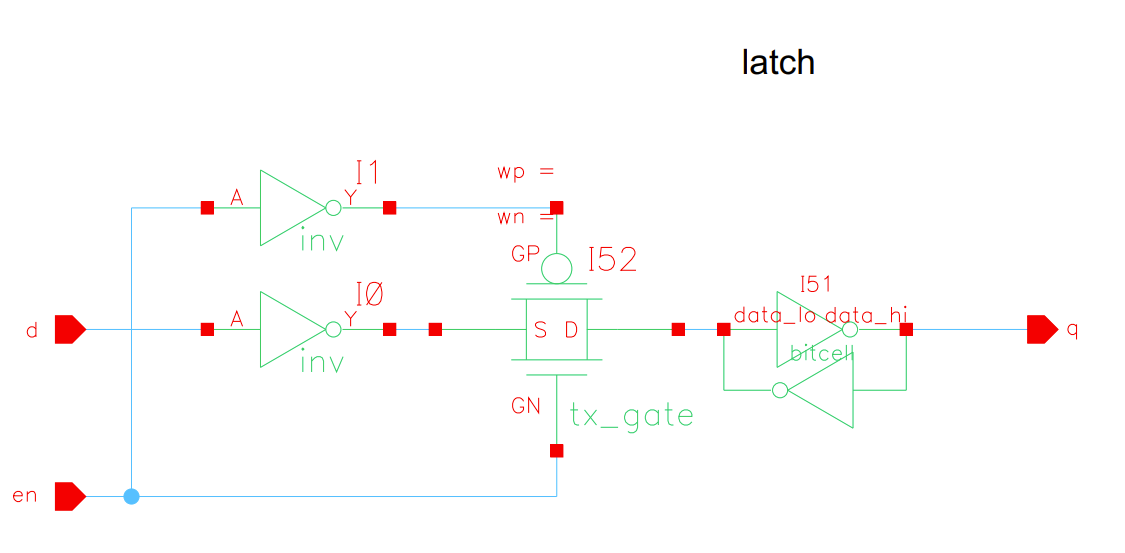 latch
I1
wp =
A
Y
wn =
inv
GP
I52
I0
I51
A
Y
data_lo data_hi
d
S D
q
inv
bitcell
GN
tx_gate
en